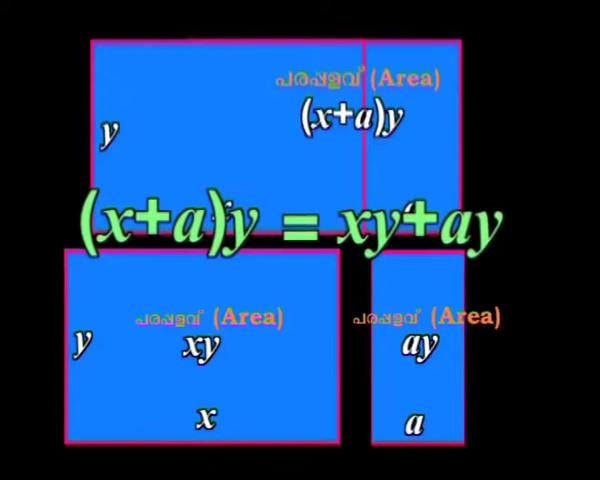 പരപ്പളവ് (Area)
(x+a)y
y
(x+a)y = xy+ay
പരപ്പളവ് (Area) പരപ്പളവ് (Area)
y xy ay
x a